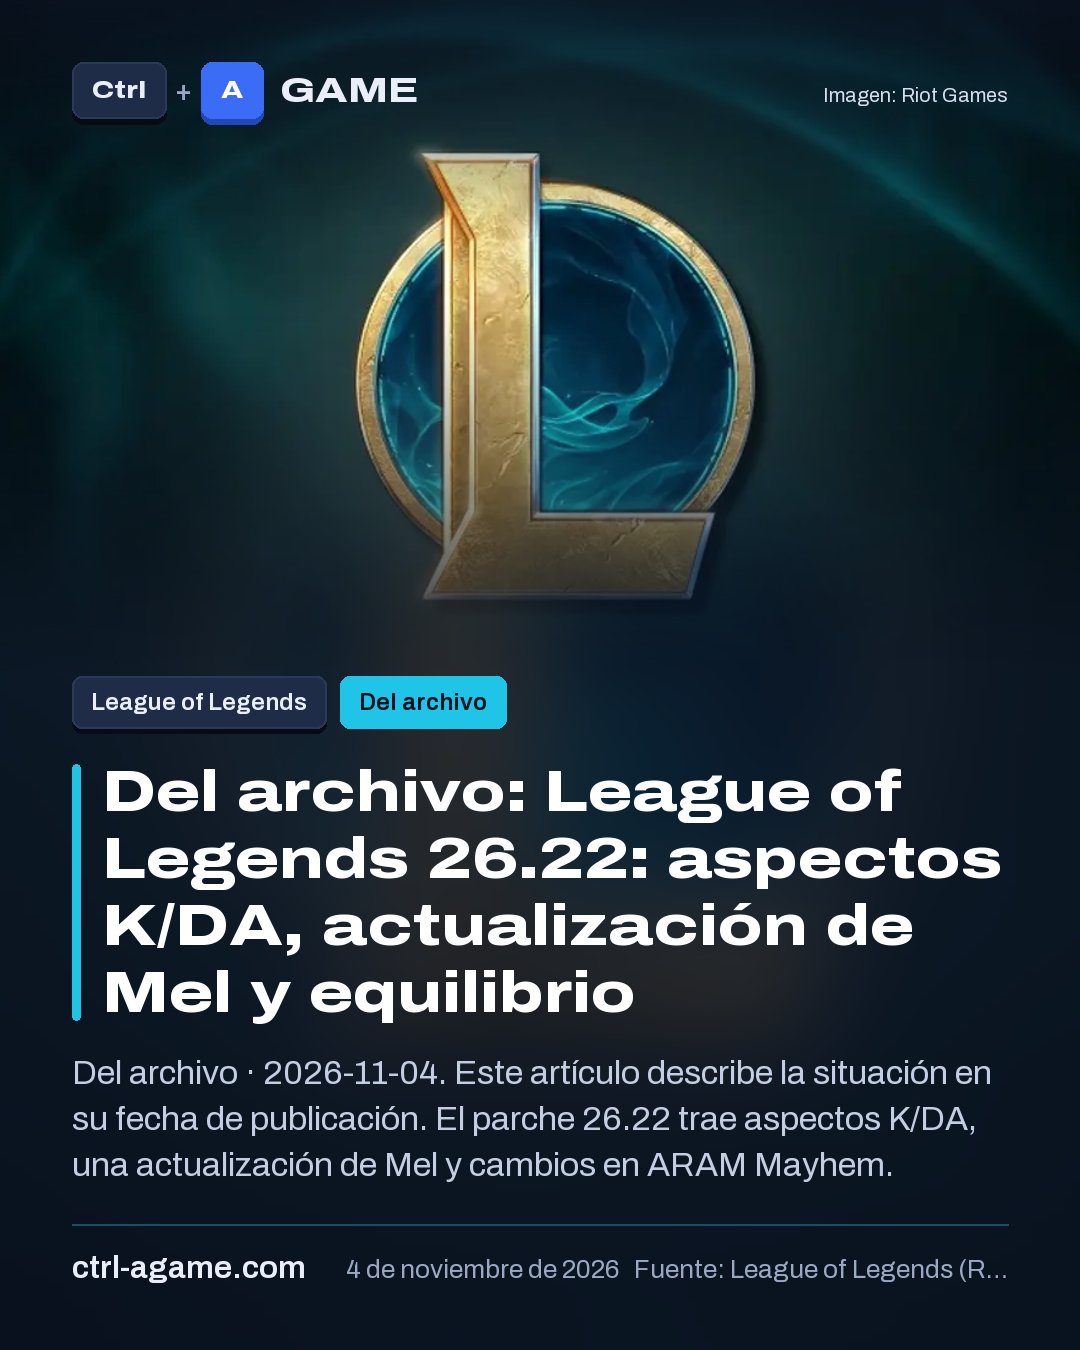 Ctrl + A GAME
Imagen: Riot Games
League of Legends
Del archivo
Del archivo: League of
Legends 26.22: aspectos
K/DA, actualización de
Mel y equilibrio
Del archivo · 2026-11-04. Este artículo describe la situación en
su fecha de publicación. El parche 26.22 trae aspectos K/DA,
una actualización de Mel y cambios en ARAM Mayhem.
ctrl-agame.com
4 de noviembre de 2026 Fuente: League of Legends (R...